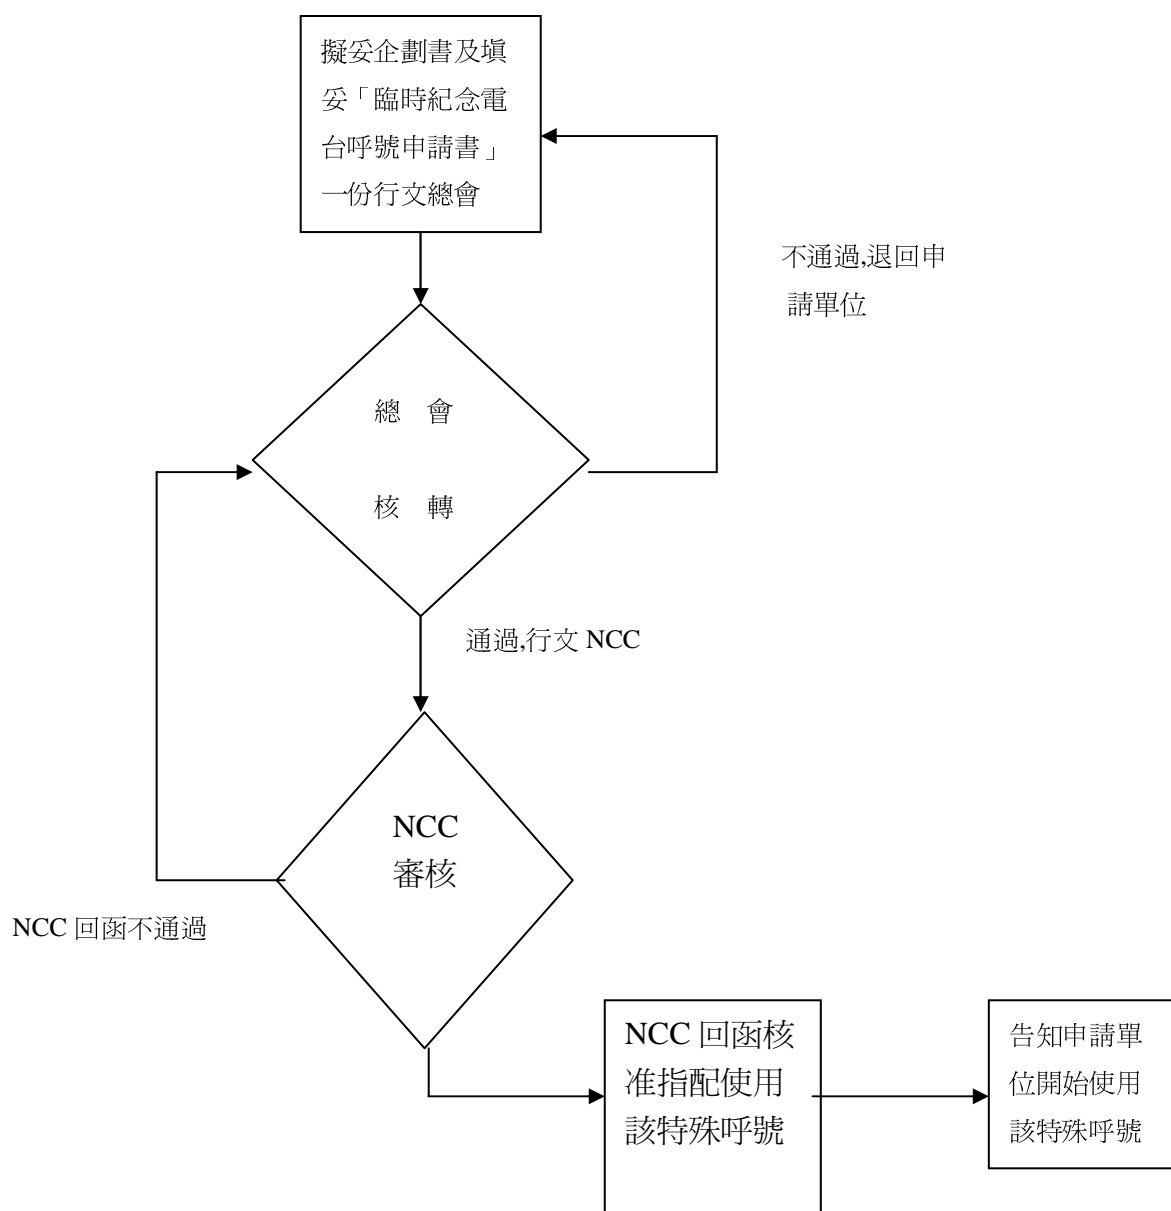 擬妥企劃書及填
妥「臨時紀念電
台呼號申請書」
一份行文總會
不通過,退回申
請單位
總 會
核 轉
通過,行文 NCC
NCC
審核
NCC 回函不通過
NCC 回函核
准指配使用
該特殊呼號
告知申請單
位開始使用
該特殊呼號